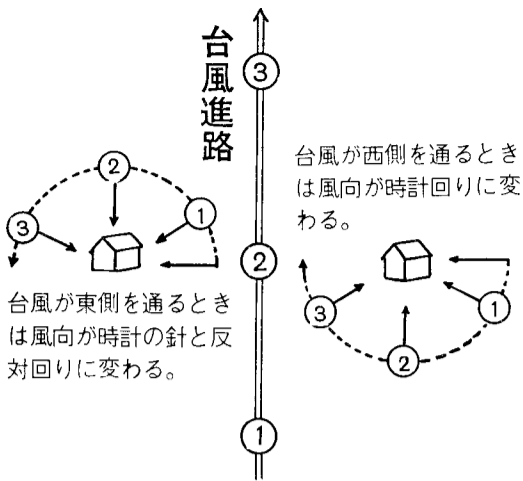 台風進路
③
②
①
②
①
③
台風が東側を通るとき
は風向が時計の針と反
対回りに変わる。
台風が西側を通るとき
は風向が時計回りに変
わる。
③
①
②